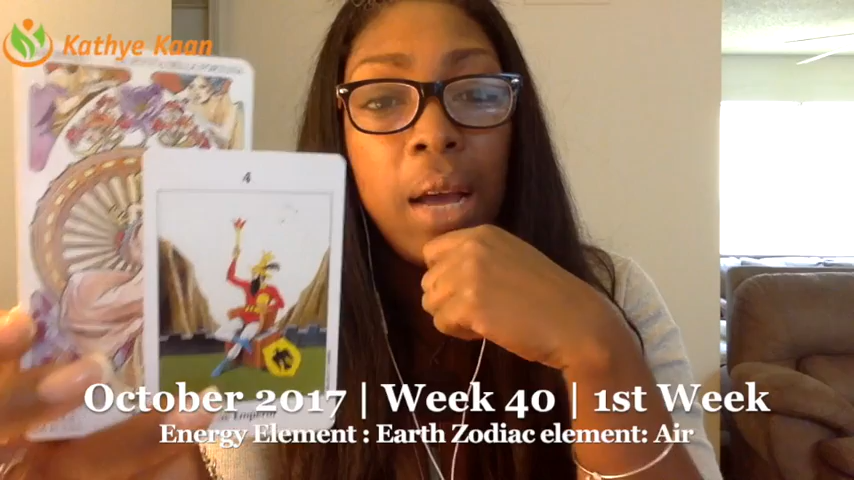 Kathye Kaan
4
October 2017 | Week 40 | 1st Week
Energy Element : Earth Zodiac element: Air